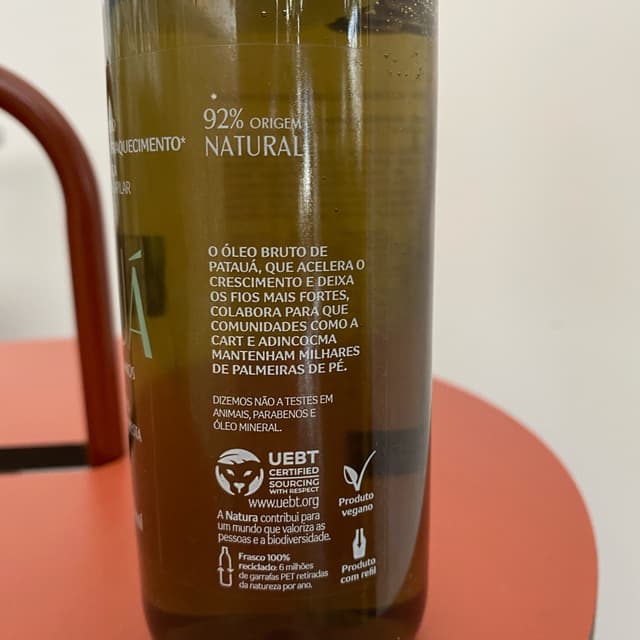 AQUECIMENTO*
PILAR
Á
92% ORIGEM
NATURAL
O ÓLEO BRUTO DE
PATAUÁ, QUE ACELERA O
CRESCIMENTO E DEIXA
OS FIOS MAIS FORTES,
COLABORA PARA QUE
COMUNIDADES COMO A
CART E ADINCOCMA
MANTENHAM MILHARES
DE PALMEIRAS DE PÉ.
DIZEMOS NÃO A TESTES EM
ANIMAIS, PARABENOS E
ÓLEO MINERAL.
UEBT
CERTIFIED
SOURCING
WITH RESPECT
www.uebt.org
Produto
vegano
A Natura contribui para
um mundo que valoriza as
pessoas e a biodiversidade.
Frasco 100%
reciclado: 6 milhões
de garrafas PET retiradas
da natureza por ano.
Produto
com refil